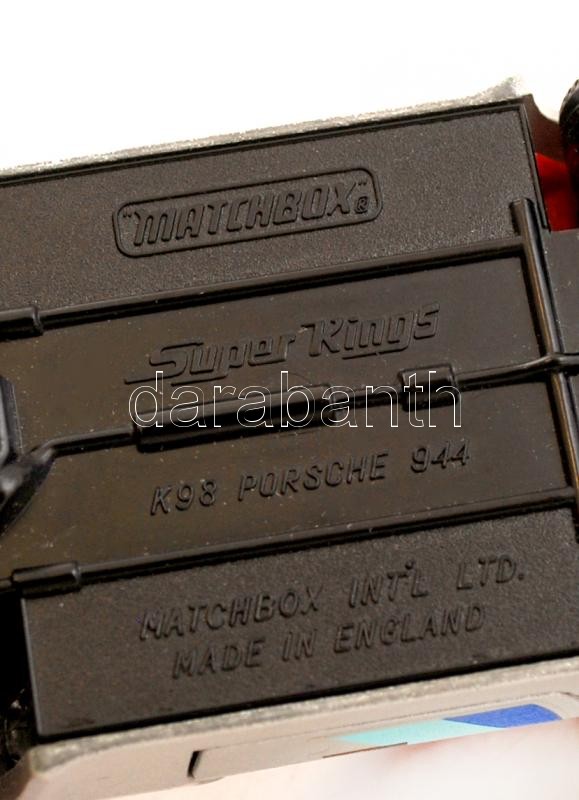 "MATCHBOX"®
Super Kings
darabanth
K98 PORSCHE 944
MATCHBOX INT'L LTD.
MADE IN ENGLAND